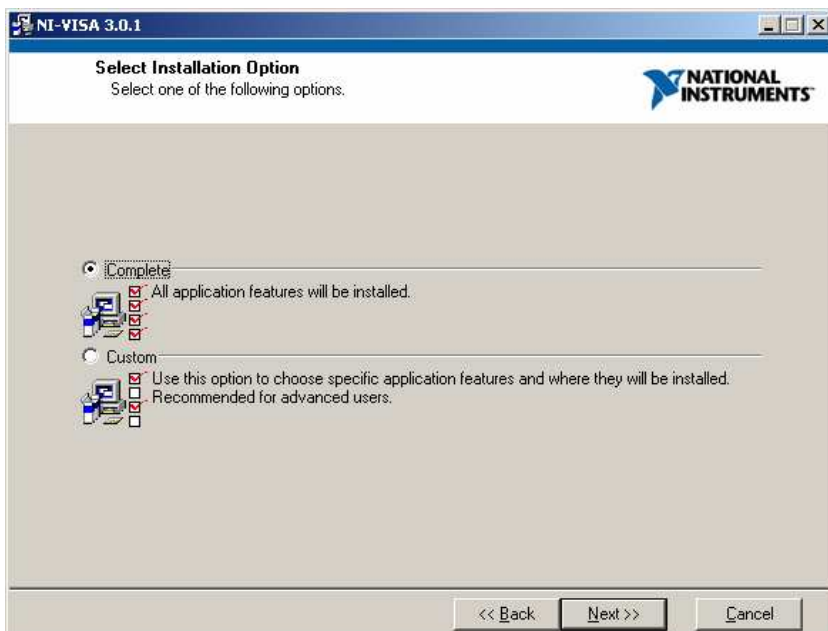 NI-VISA 3.0.1
Select Installation Option
Select one of the following options.
NATIONAL
INSTRUMENTS
Complete
All application features will be installed.
Custom
Use this option to choose specific application features and where they will be installed.
Recommended for advanced users.
<< Back
Next >>
Cancel